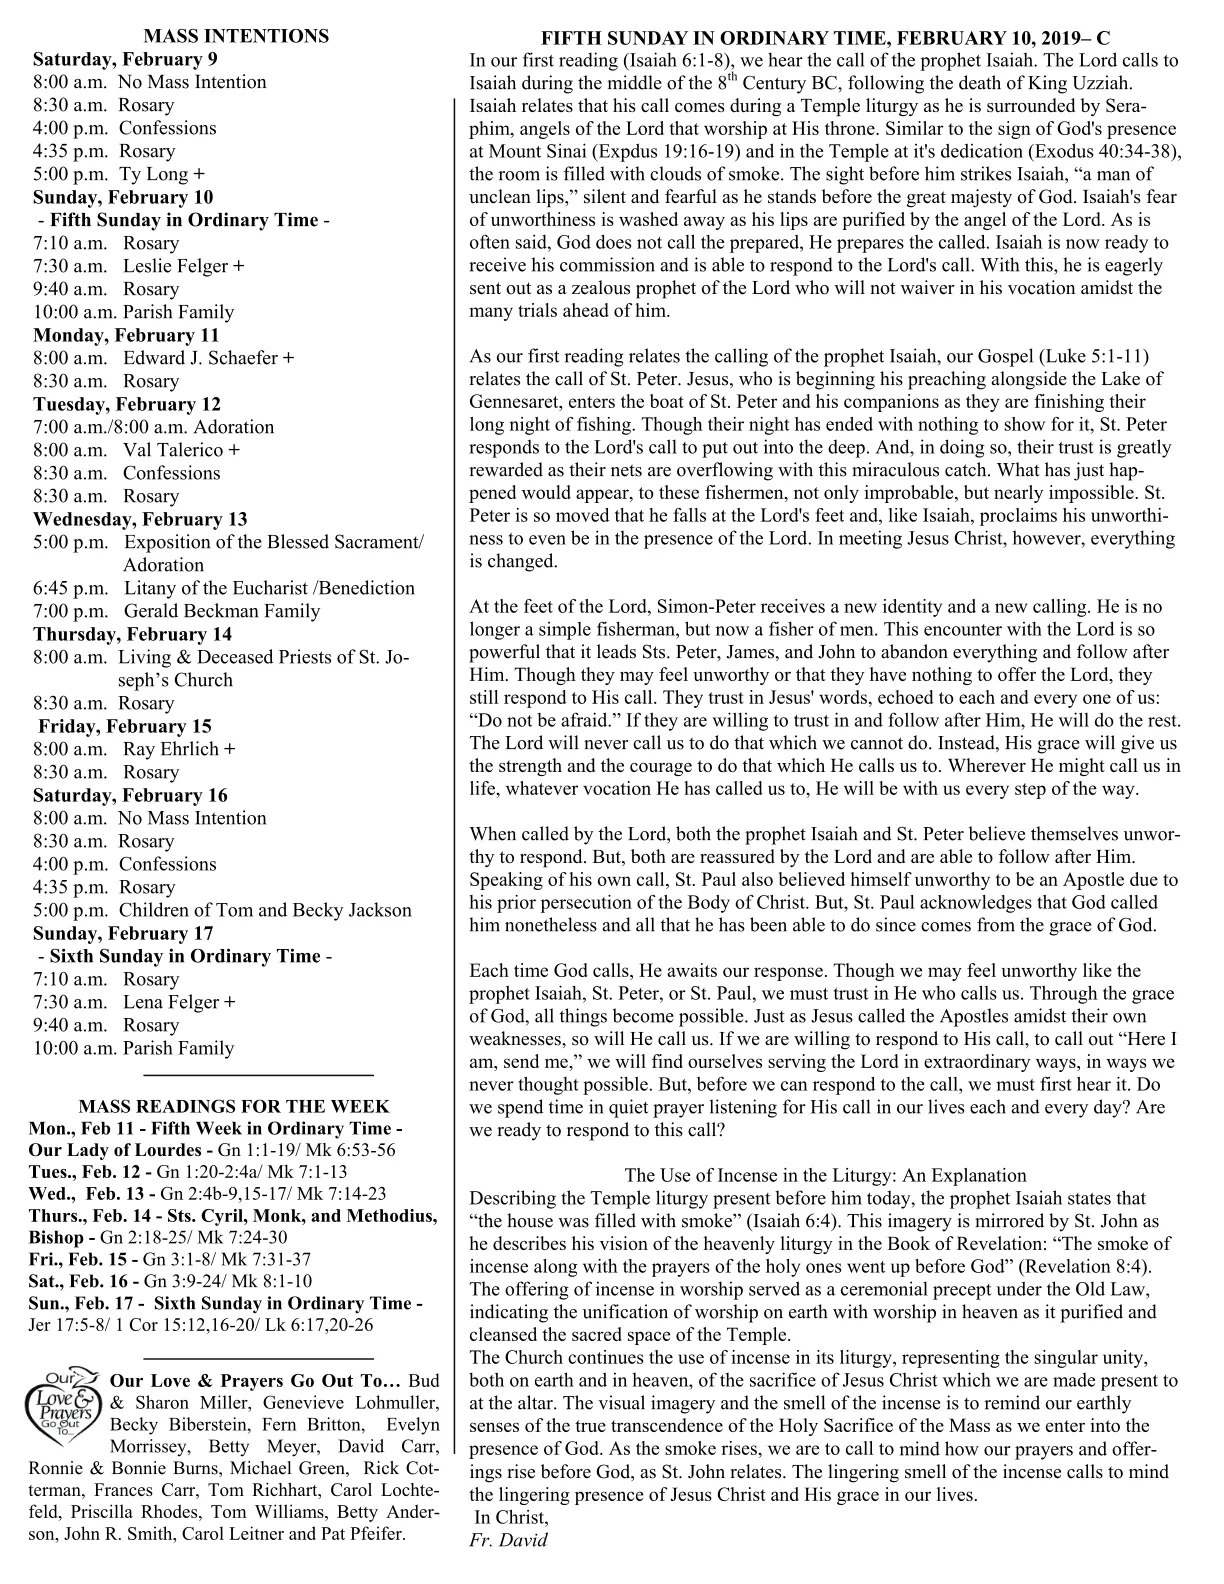 MASS INTENTIONS
Saturday, February 9
8:00 a.m. No Mass Intention
8:30 a.m. Rosary
4:00 p.m. Confessions
4:35 p.m. Rosary
5:00 p.m. Ty Long +
Sunday, February 10
- Fifth Sunday in Ordinary Time -
7:10 a.m. Rosary
7:30 a.m. Leslie Felger +
9:40 a.m. Rosary
10:00 a.m. Parish Family
Monday, February 11
8:00 a.m. Edward J. Schaefer +
8:30 a.m. Rosary
Tuesday, February 12
7:00 a.m./8:00 a.m. Adoration
8:00 a.m. Val Talerico +
8:30 a.m. Confessions
8:30 a.m. Rosary
Wednesday, February 13
5:00 p.m. Exposition of the Blessed Sacrament/
Adoration
6:45 p.m. Litany of the Eucharist /Benediction
7:00 p.m. Gerald Beckman Family
Thursday, February 14
8:00 a.m. Living & Deceased Priests of St. Jo-
seph’s Church
8:30 a.m. Rosary
Friday, February 15
8:00 a.m. Ray Ehrlich +
8:30 a.m. Rosary
Saturday, February 16
8:00 a.m. No Mass Intention
8:30 a.m. Rosary
4:00 p.m. Confessions
4:35 p.m. Rosary
5:00 p.m. Children of Tom and Becky Jackson
Sunday, February 17
- Sixth Sunday in Ordinary Time -
7:10 a.m. Rosary
7:30 a.m. Lena Felger +
9:40 a.m. Rosary
10:00 a.m. Parish Family
MASS READINGS FOR THE WEEK
Mon., Feb 11 - Fifth Week in Ordinary Time -
Our Lady of Lourdes - Gn 1:1-19/ Mk 6:53-56
Tues., Feb. 12 - Gn 1:20-2:4a/ Mk 7:1-13
Wed., Feb. 13 - Gn 2:4b-9,15-17/ Mk 7:14-23
Thurs., Feb. 14 - Sts. Cyril, Monk, and Methodius,
Bishop - Gn 2:18-25/ Mk 7:24-30
Fri., Feb. 15 - Gn 3:1-8/ Mk 7:31-37
Sat., Feb. 16 - Gn 3:9-24/ Mk 8:1-10
Sun., Feb. 17 - Sixth Sunday in Ordinary Time -
Jer 17:5-8/ 1 Cor 15:12,16-20/ Lk 6:17,20-26
Our
Love &
Prayers
Go Out
To...
Our Love & Prayers Go Out To… Bud
& Sharon Miller, Genevieve Lohmuller,
Becky Biberstein, Fern Britton, Evelyn
Morrissey, Betty Meyer, David Carr,
Ronnie & Bonnie Burns, Michael Green, Rick Cot-
terman, Frances Carr, Tom Richhart, Carol Lochte-
feld, Priscilla Rhodes, Tom Williams, Betty Ander-
son, John R. Smith, Carol Leitner and Pat Pfeifer.
FIFTH SUNDAY IN ORDINARY TIME, FEBRUARY 10, 2019– C
In our first reading (Isaiah 6:1-8), we hear the call of the prophet Isaiah. The Lord calls to
Isaiah during the middle of the 8th Century BC, following the death of King Uzziah.
Isaiah relates that his call comes during a Temple liturgy as he is surrounded by Sera-
phim, angels of the Lord that worship at His throne. Similar to the sign of God's presence
at Mount Sinai (Expdus 19:16-19) and in the Temple at it's dedication (Exodus 40:34-38),
the room is filled with clouds of smoke. The sight before him strikes Isaiah, “a man of
unclean lips,” silent and fearful as he stands before the great majesty of God. Isaiah's fear
of unworthiness is washed away as his lips are purified by the angel of the Lord. As is
often said, God does not call the prepared, He prepares the called. Isaiah is now ready to
receive his commission and is able to respond to the Lord's call. With this, he is eagerly
sent out as a zealous prophet of the Lord who will not waiver in his vocation amidst the
many trials ahead of him.
As our first reading relates the calling of the prophet Isaiah, our Gospel (Luke 5:1-11)
relates the call of St. Peter. Jesus, who is beginning his preaching alongside the Lake of
Gennesaret, enters the boat of St. Peter and his companions as they are finishing their
long night of fishing. Though their night has ended with nothing to show for it, St. Peter
responds to the Lord's call to put out into the deep. And, in doing so, their trust is greatly
rewarded as their nets are overflowing with this miraculous catch. What has just hap-
pened would appear, to these fishermen, not only improbable, but nearly impossible. St.
Peter is so moved that he falls at the Lord's feet and, like Isaiah, proclaims his unworthi-
ness to even be in the presence of the Lord. In meeting Jesus Christ, however, everything
is changed.
At the feet of the Lord, Simon-Peter receives a new identity and a new calling. He is no
longer a simple fisherman, but now a fisher of men. This encounter with the Lord is so
powerful that it leads Sts. Peter, James, and John to abandon everything and follow after
Him. Though they may feel unworthy or that they have nothing to offer the Lord, they
still respond to His call. They trust in Jesus' words, echoed to each and every one of us:
“Do not be afraid.” If they are willing to trust in and follow after Him, He will do the rest.
The Lord will never call us to do that which we cannot do. Instead, His grace will give us
the strength and the courage to do that which He calls us to. Wherever He might call us in
life, whatever vocation He has called us to, He will be with us every step of the way.
When called by the Lord, both the prophet Isaiah and St. Peter believe themselves unwor-
thy to respond. But, both are reassured by the Lord and are able to follow after Him.
Speaking of his own call, St. Paul also believed himself unworthy to be an Apostle due to
his prior persecution of the Body of Christ. But, St. Paul acknowledges that God called
him nonetheless and all that he has been able to do since comes from the grace of God.
Each time God calls, He awaits our response. Though we may feel unworthy like the
prophet Isaiah, St. Peter, or St. Paul, we must trust in He who calls us. Through the grace
of God, all things become possible. Just as Jesus called the Apostles amidst their own
weaknesses, so will He call us. If we are willing to respond to His call, to call out “Here I
am, send me,” we will find ourselves serving the Lord in extraordinary ways, in ways we
never thought possible. But, before we can respond to the call, we must first hear it. Do
we spend time in quiet prayer listening for His call in our lives each and every day? Are
we ready to respond to this call?
The Use of Incense in the Liturgy: An Explanation
Describing the Temple liturgy present before him today, the prophet Isaiah states that
“the house was filled with smoke” (Isaiah 6:4). This imagery is mirrored by St. John as
he describes his vision of the heavenly liturgy in the Book of Revelation: “The smoke of
incense along with the prayers of the holy ones went up before God” (Revelation 8:4).
The offering of incense in worship served as a ceremonial precept under the Old Law,
indicating the unification of worship on earth with worship in heaven as it purified and
cleansed the sacred space of the Temple.
The Church continues the use of incense in its liturgy, representing the singular unity,
both on earth and in heaven, of the sacrifice of Jesus Christ which we are made present to
at the altar. The visual imagery and the smell of the incense is to remind our earthly
senses of the true transcendence of the Holy Sacrifice of the Mass as we enter into the
presence of God. As the smoke rises, we are to call to mind how our prayers and offer-
ings rise before God, as St. John relates. The lingering smell of the incense calls to mind
the lingering presence of Jesus Christ and His grace in our lives.
In Christ,
Fr. David